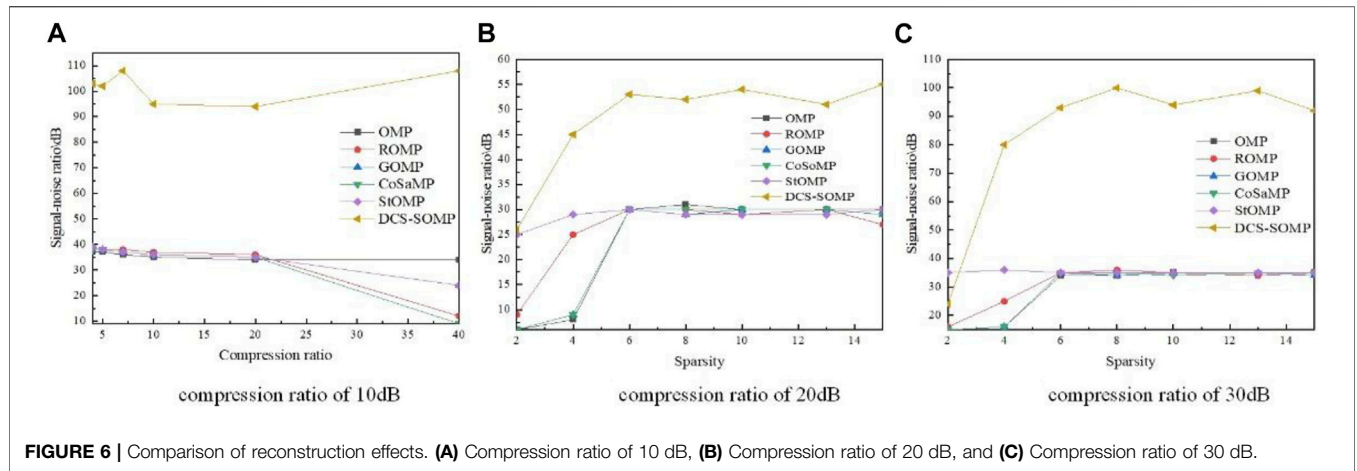 A
B
C
110
100
90
80
70
60
50
40
30
20
10
5 10 15 20 25 30 35 40
Signal-noise ratio\dB
Compression ratio
OMP
ROMP
GOMP
CoSaMP
StOMP
DCS-SOMP
compression ratio of 10dB
60
55
50
45
40
35
30
25
20
15
10
2 4 6 8 10 12 14
Signal-noise ratio\dB
Sparsity
OMP
ROMP
GOMP
CoSoMP
StOMP
DCS-SOMP
compression ratio of 20dB
110
100
90
80
70
60
50
40
30
20
2 4 6 8 10 12 14
Signal-noise ratio\dB
Sparsity
OMP
ROMP
GOMP
CoSaMP
StOMP
DCS-SOMP
compression ratio of 30dB
FIGURE 6 | Comparison of reconstruction effects. (A) Compression ratio of 10 dB, (B) Compression ratio of 20 dB, and (C) Compression ratio of 30 dB.